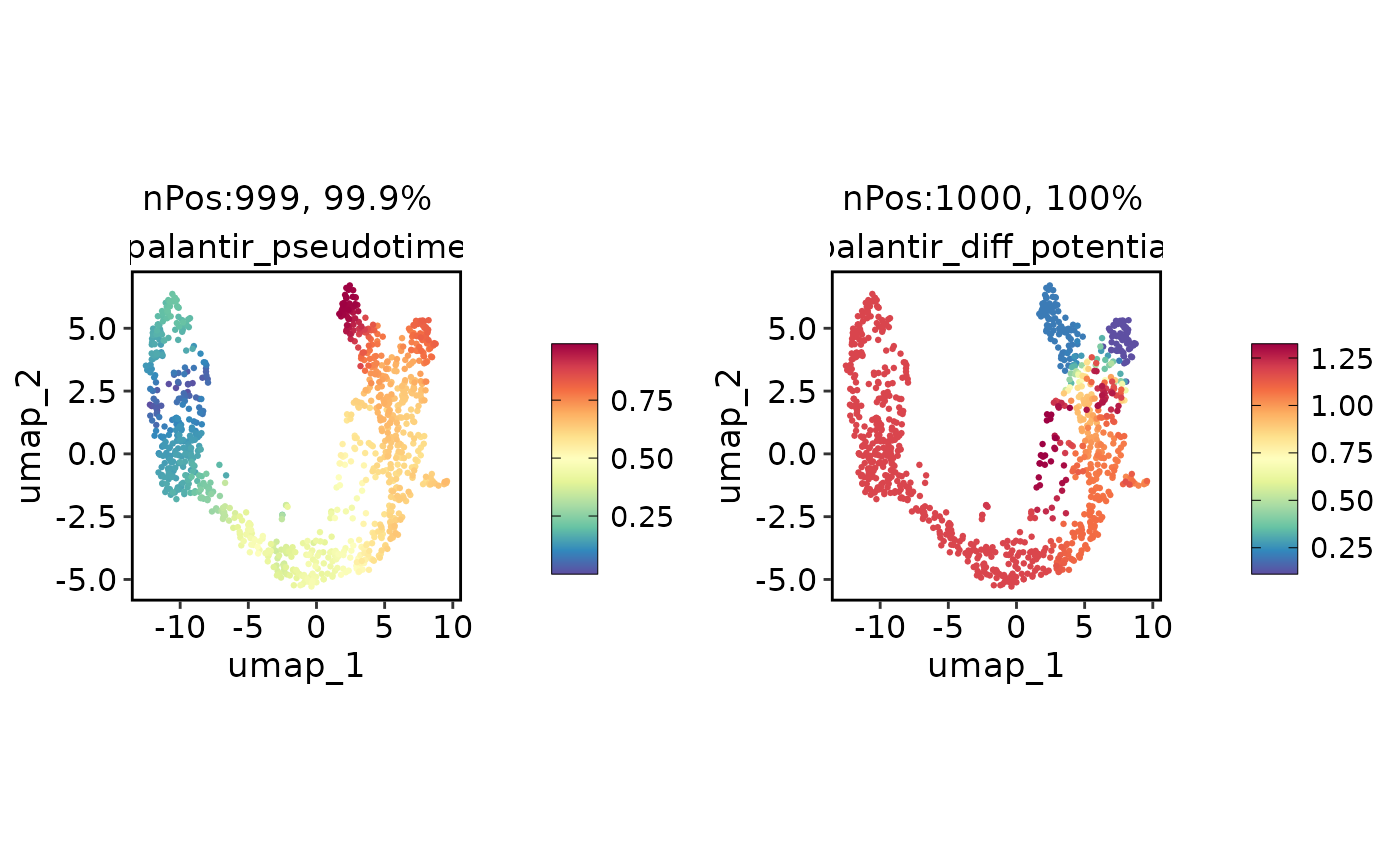 nPos:999, 99.9%
palantir_pseudotime
5.0
2.5
0.0
-2.5
-5.0
umap_2
-10 -5 0 5 10
umap_1
0.75
0.50
0.25
nPos:1000, 100%
palantir_diff_potentia
5.0
2.5
0.0
-2.5
-5.0
umap_2
-10 -5 0 5 10
umap_1
1.25
1.00
0.75
0.50
0.25